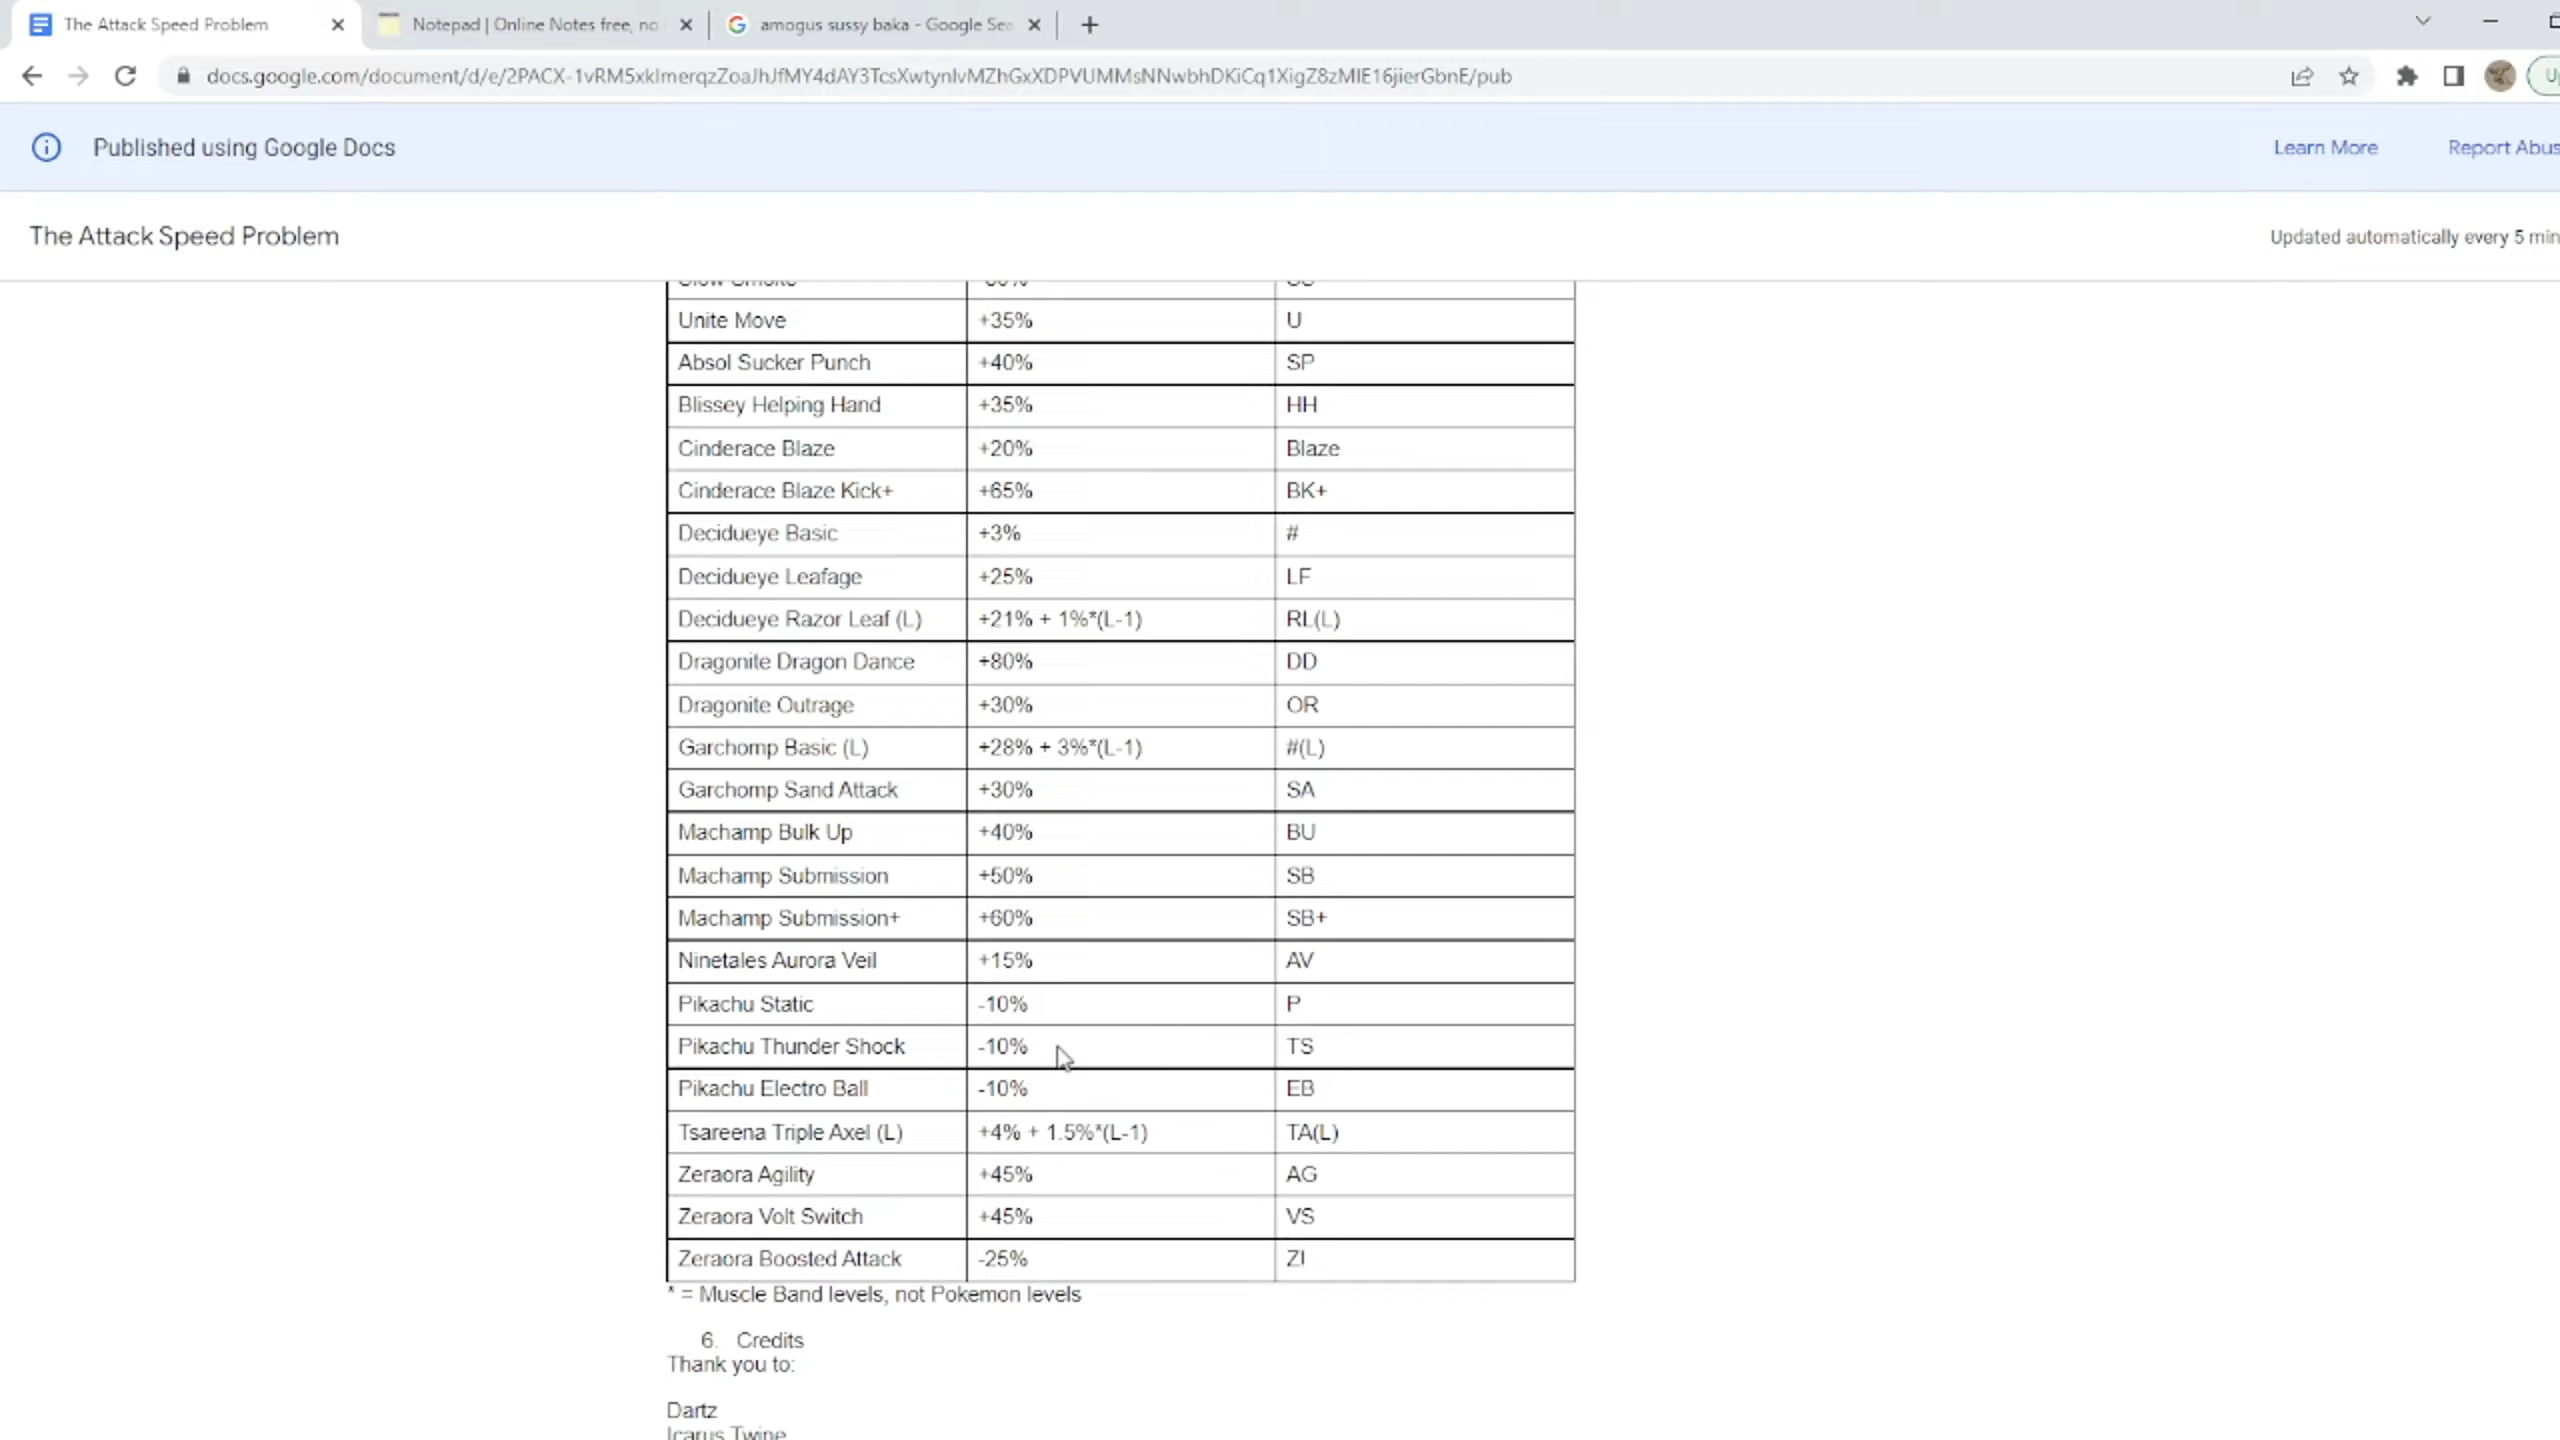 The Attack Speed Problem
Notepad | Online Notes free, no
amogus sussy baka - Google Sea
docs.google.com/document/d/e/2PACX-1vRM5xkImerqzZoaJhJfMY4dAY3TcsXwtynlvMZhGxXDPVUMMsNNwbhDKiCq1XigZ8zMIE16jierGbnE/pub
Published using Google Docs
Learn More
Report Abus
The Attack Speed Problem
Updated automatically every 5 min
Unite Move +35% U
Absol Sucker Punch +40% SP
Blissey Helping Hand +35% HH
Cinderace Blaze +20% Blaze
Cinderace Blaze Kick+ +65% BK+
Decidueye Basic +3% #
Decidueye Leafage +25% LF
Decidueye Razor Leaf (L) +21% + 1%*(L-1) RL(L)
Dragonite Dragon Dance +80% DD
Dragonite Outrage +30% OR
Garchomp Basic (L) +28% + 3%*(L-1) #(L)
Garchomp Sand Attack +30% SA
Machamp Bulk Up +40% BU
Machamp Submission +50% SB
Machamp Submission+ +60% SB+
Ninetales Aurora Veil +15% AV
Pikachu Static -10% P
Pikachu Thunder Shock -10% TS
Pikachu Electro Ball -10% EB
Tsareena Triple Axel (L) +4% + 1.5%*(L-1) TA(L)
Zeraora Agility +45% AG
Zeraora Volt Switch +45% VS
Zeraora Boosted Attack -25% ZI
* = Muscle Band levels, not Pokemon levels
6. Credits
Thank you to:
Dartz
Icarus Twine